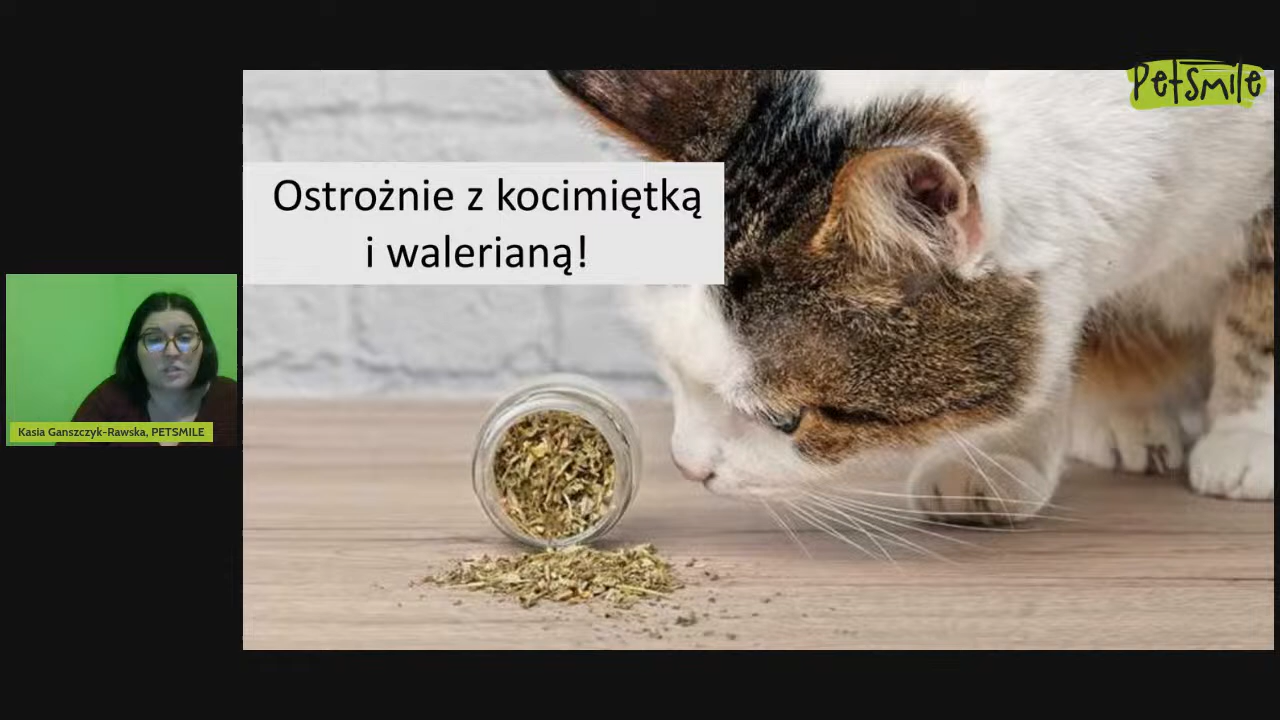 PetSmile
Ostrożnie z kocimiętką
i walerianą!
Kasia Ganszczyk-Rawska, PETSMILE